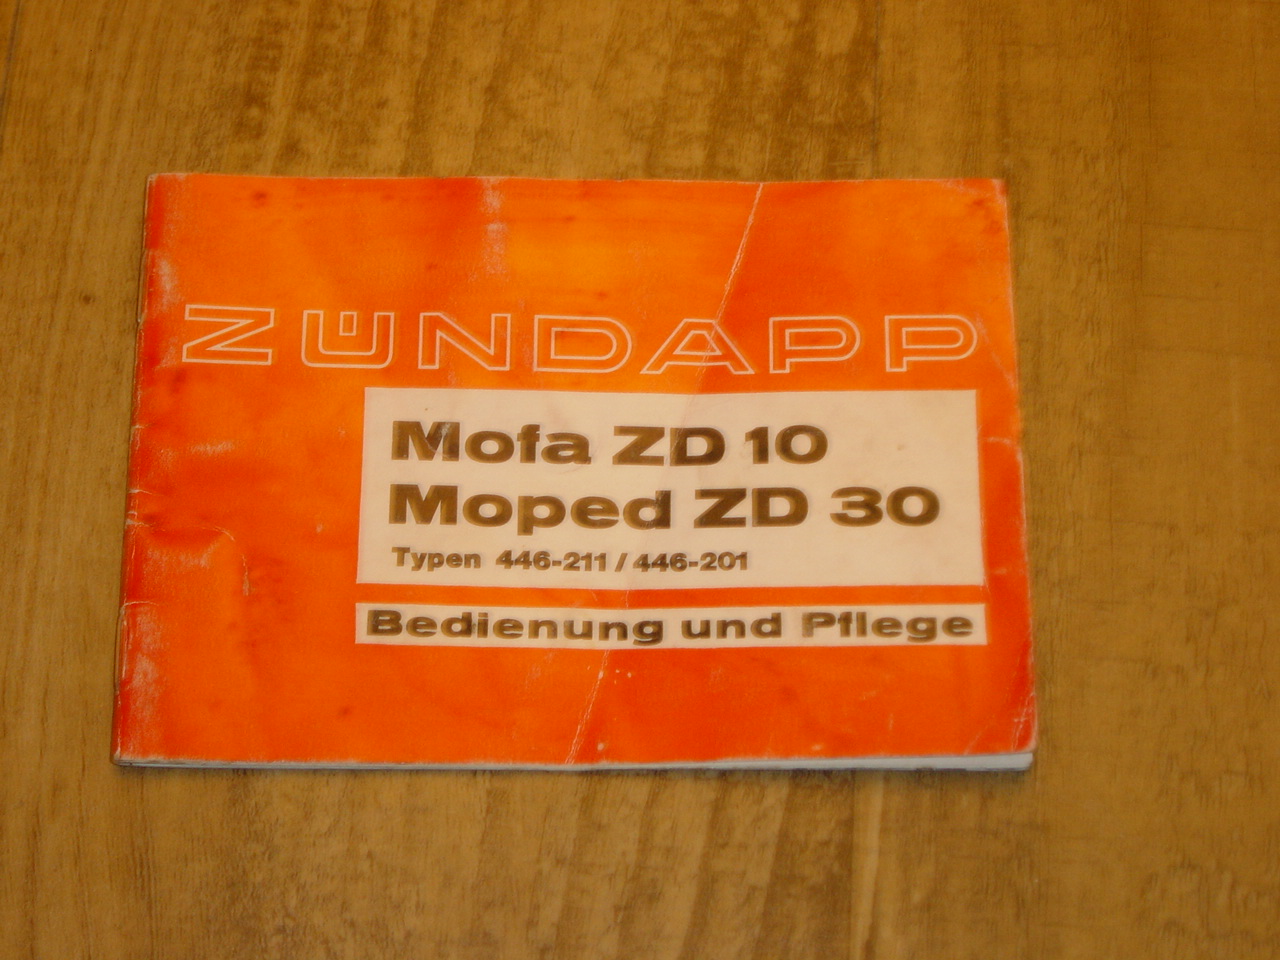 ZÜNDAPP
Mofa ZD 10
Moped ZD 30
Typen 446-211 / 446-201
Bedienung und Pflege